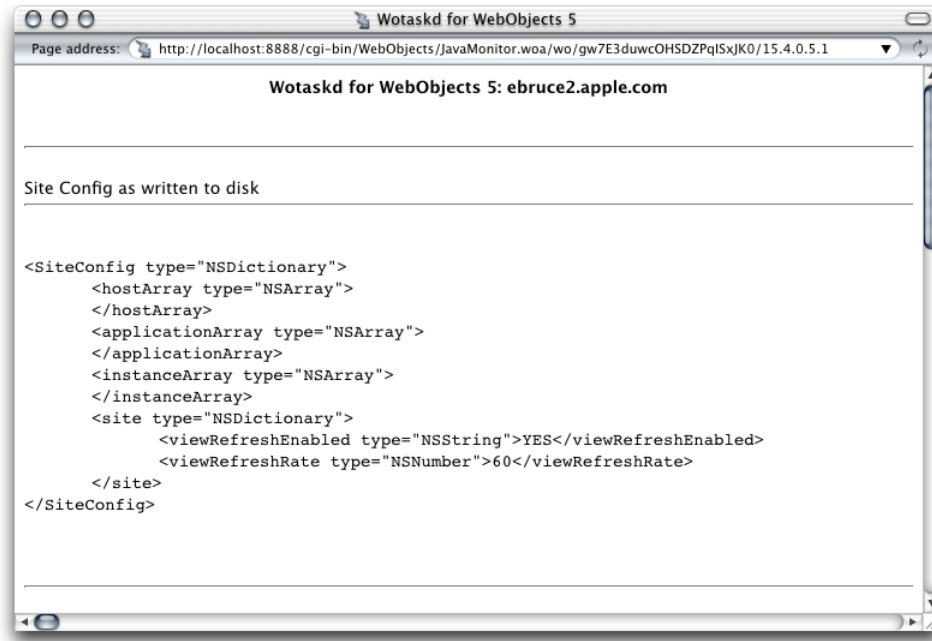 Wotaskd for WebObjects 5
Page address: http://localhost:8888/cgi-bin/WebObjects/JavaMonitor.woa/wo/gw7E3duwcOHSDZPqISxJK0/15.4.0.5.1
Wotaskd for WebObjects 5: ebruce2.apple.com
Site Config as written to disk
<SiteConfig type="NSDictionary">
<hostArray type="NSArray">
</hostArray>
<applicationArray type="NSArray">
</applicationArray>
<instanceArray type="NSArray">
</instanceArray>
<site type="NSDictionary">
<viewRefreshEnabled type="NSString">YES</viewRefreshEnabled>
<viewRefreshRate type="NSNumber">60</viewRefreshRate>
</site>
</SiteConfig>